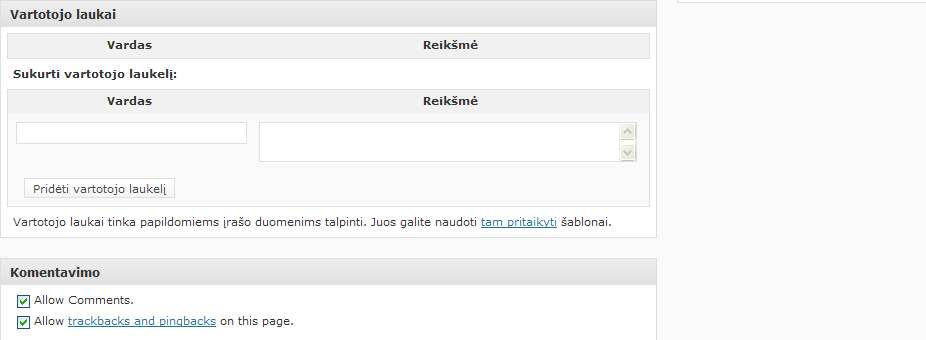 Vartotojo laukai
Vardas Reikšmė
Sukurti vartotojo laukelį:
Vardas Reikšmė
Pridėti vartotojo laukelį
Vartotojo laukai tinka papildomiems įrašo duomenims talpinti. Juos galite naudoti tam pritaikyti šablonai.
Komentavimo
Allow Comments.
Allow trackbacks and pingbacks on this page.